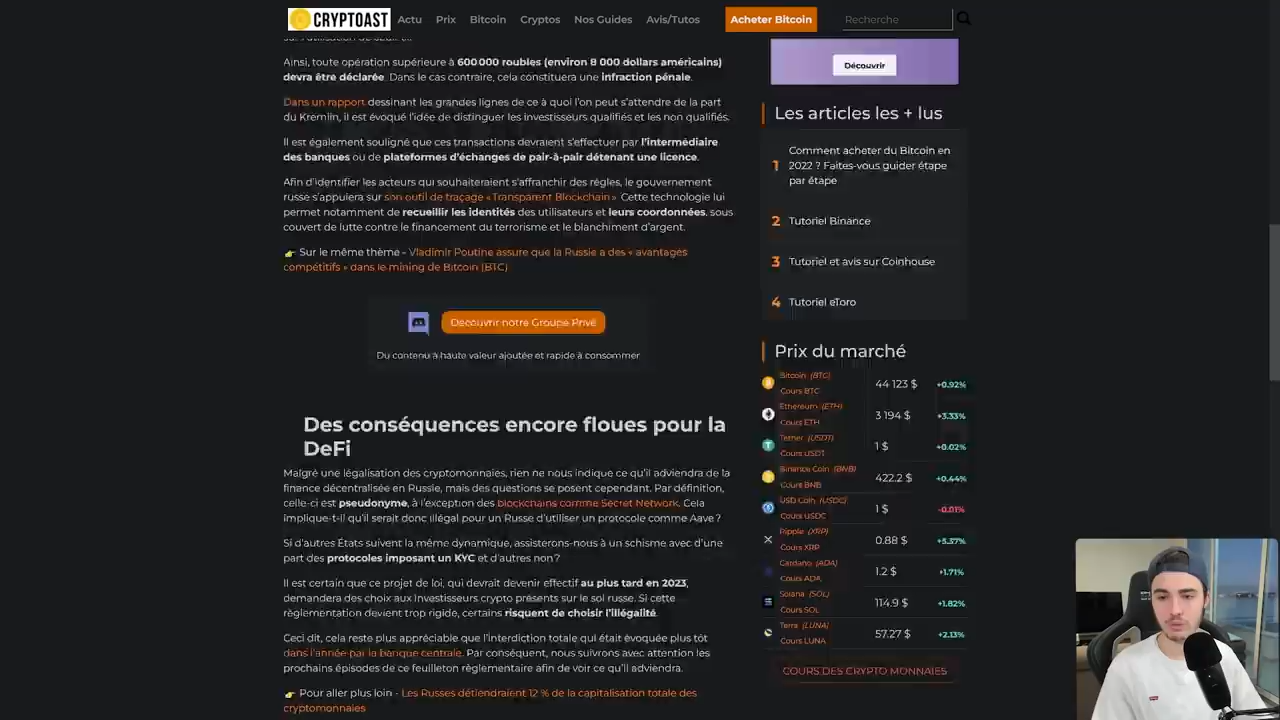 CRYPTOAST
Actu
Prix
Bitcoin
Cryptos
Nos Guides
Avis/Tutos
Acheter Bitcoin
Recherche
Ainsi, toute opération supérieure à 600 000 roubles (environ 8 000 dollars américains)
devra être déclarée. Dans le cas contraire, cela constituera une infraction pénale.
Dans un rapport dessinant les grandes lignes de ce à quoi l'on peut s'attendre de la part
du Kremlin, il est évoqué l'idée de distinguer les investisseurs qualifiés et les non qualifiés.
Il est également souligné que ces transactions devraient s'effectuer par l'intermédiaire
des banques ou de plateformes d'échanges de pair-à-pair détenant une licence.
Afin d'identifier les acteurs qui souhaiteraient s'affranchir des règles, le gouvernement
russe s'appuiera sur son outil de traçage « Transparent Blockchain ». Cette technologie lui
permet notamment de recueillir les identités des utilisateurs et leurs coordonnées, sous
couvert de lutte contre le financement du terrorisme et le blanchiment d'argent.
👉 Sur le même thème - Vladimir Poutine assure que la Russie a des « avantages
compétitifs » dans le mining de Bitcoin (BTC)
Découvrir notre Groupe Privé
Du contenu à haute valeur ajoutée et rapide à consommer
Des conséquences encore floues pour la
DeFi
Malgré une légalisation des cryptomonnaies, rien ne nous indique ce qu'il adviendra de la
finance décentralisée en Russie, mais des questions se posent cependant. Par définition,
celle-ci est pseudonyme, à l'exception des blockchains comme Secret Network. Cela
implique-t-il qu'il serait donc illégal pour un Russe d'utiliser un protocole comme Aave ?
Si d'autres États suivent la même dynamique, assisterons-nous à un schisme avec d'une
part des protocoles imposant un KYC et d'autres non ?
Il est certain que ce projet de loi, qui devrait devenir effectif au plus tard en 2023,
demandera des choix aux investisseurs crypto présents sur le sol russe. Si cette
règlementation devient trop rigide, certains risquent de choisir l'illégalité.
Ceci dit, cela reste plus appréciable que l'interdiction totale qui était évoquée plus tôt
dans l'année par la banque centrale. Par conséquent, nous suivrons avec attention les
prochains épisodes de ce feuilleton règlementaire afin de voir ce qu'il adviendra.
👉 Pour aller plus loin - Les Russes détiendraient 12 % de la capitalisation totale des
cryptomonnaies
Découvrir
Les articles les + lus
1 Comment acheter du Bitcoin en
2022 ? Faites-vous guider étape
par étape
2 Tutoriel Binance
3 Tutoriel et avis sur Coinhouse
4 Tutoriel eToro
Prix du marché
Bitcoin (BTC)
Cours BTC
44 123 $
+0.92%
Ethereum (ETH)
Cours ETH
3 194 $
+3.33%
Tether (USDT)
Cours USDT
1 $
+0.02%
Binance Coin (BNB)
Cours BNB
422.2 $
+0.44%
USD Coin (USDC)
Cours USDC
1 $
-0.01%
Ripple (XRP)
Cours XRP
0.88 $
+5.37%
Cardano (ADA)
Cours ADA
1.2 $
+1.71%
Solana (SOL)
Cours SOL
114.9 $
+1.82%
Terra (LUNA)
Cours LUNA
57.27 $
+2.13%
COURS DES CRYPTO MONNAIES